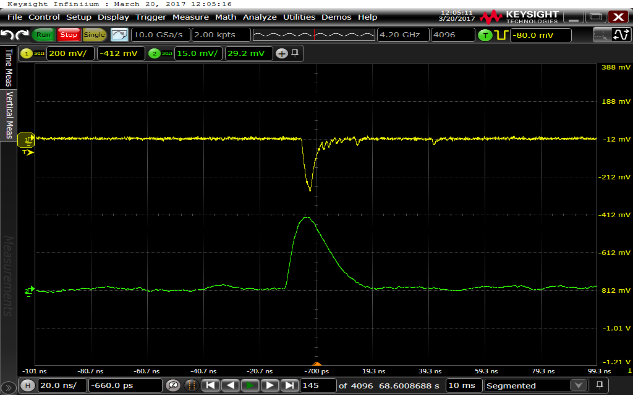 Keysight Infiniium : March 20, 2017 12:05:16
File Control Setup Display Trigger Measure Math Analyze Utilities Demos Help
12:05:11
3/20/2017
KEYSIGHT
TECHNOLOGIES
Run Stop Single 10.0 GSa/s 2.00 kpts 4.20 GHz 4096 T -80.0 mV
1 50Ω 200 mV/ -412 mV 2 50Ω 15.0 mV/ 29.2 mV
Time Meas
Vertical Meas
Measurements
388 mV
188 mV
-12 mV
-212 mV
-412 mV
-612 mV
-812 mV
-1.01 V
-1.21 V
-101 ns -80.7 ns -60.7 ns -40.7 ns -20.7 ns -700 ps 19.3 ns 39.3 ns 59.3 ns 79.3 ns 99.3 ns
H 20.0 ns/ -660.0 ps 145 of 4096 68.6008688 s 10 ms Segmented